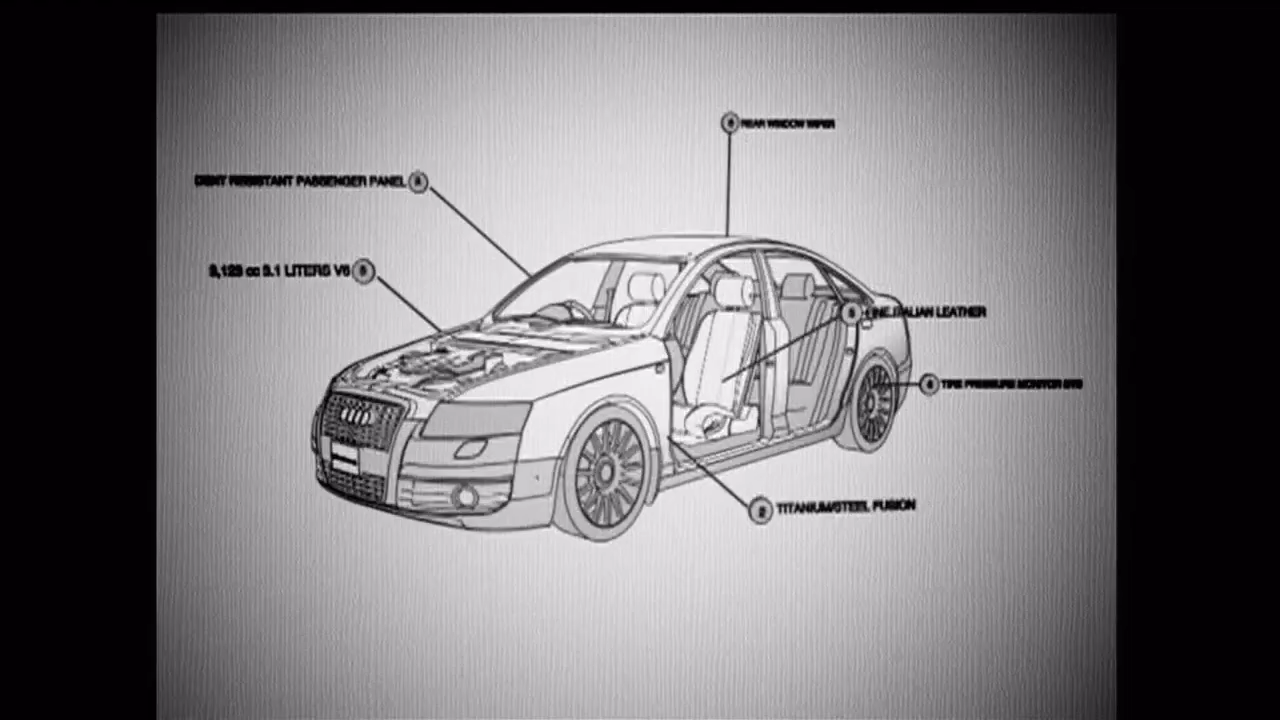 REAR WINDOW WIPER
DENT RESISTANT PASSENGER PANEL
3,123 cc 3.1 LITERS V6
ITALIAN LEATHER
TIRE PRESSURE MONITOR SYS
2 TITANIUM/STEEL FUSION